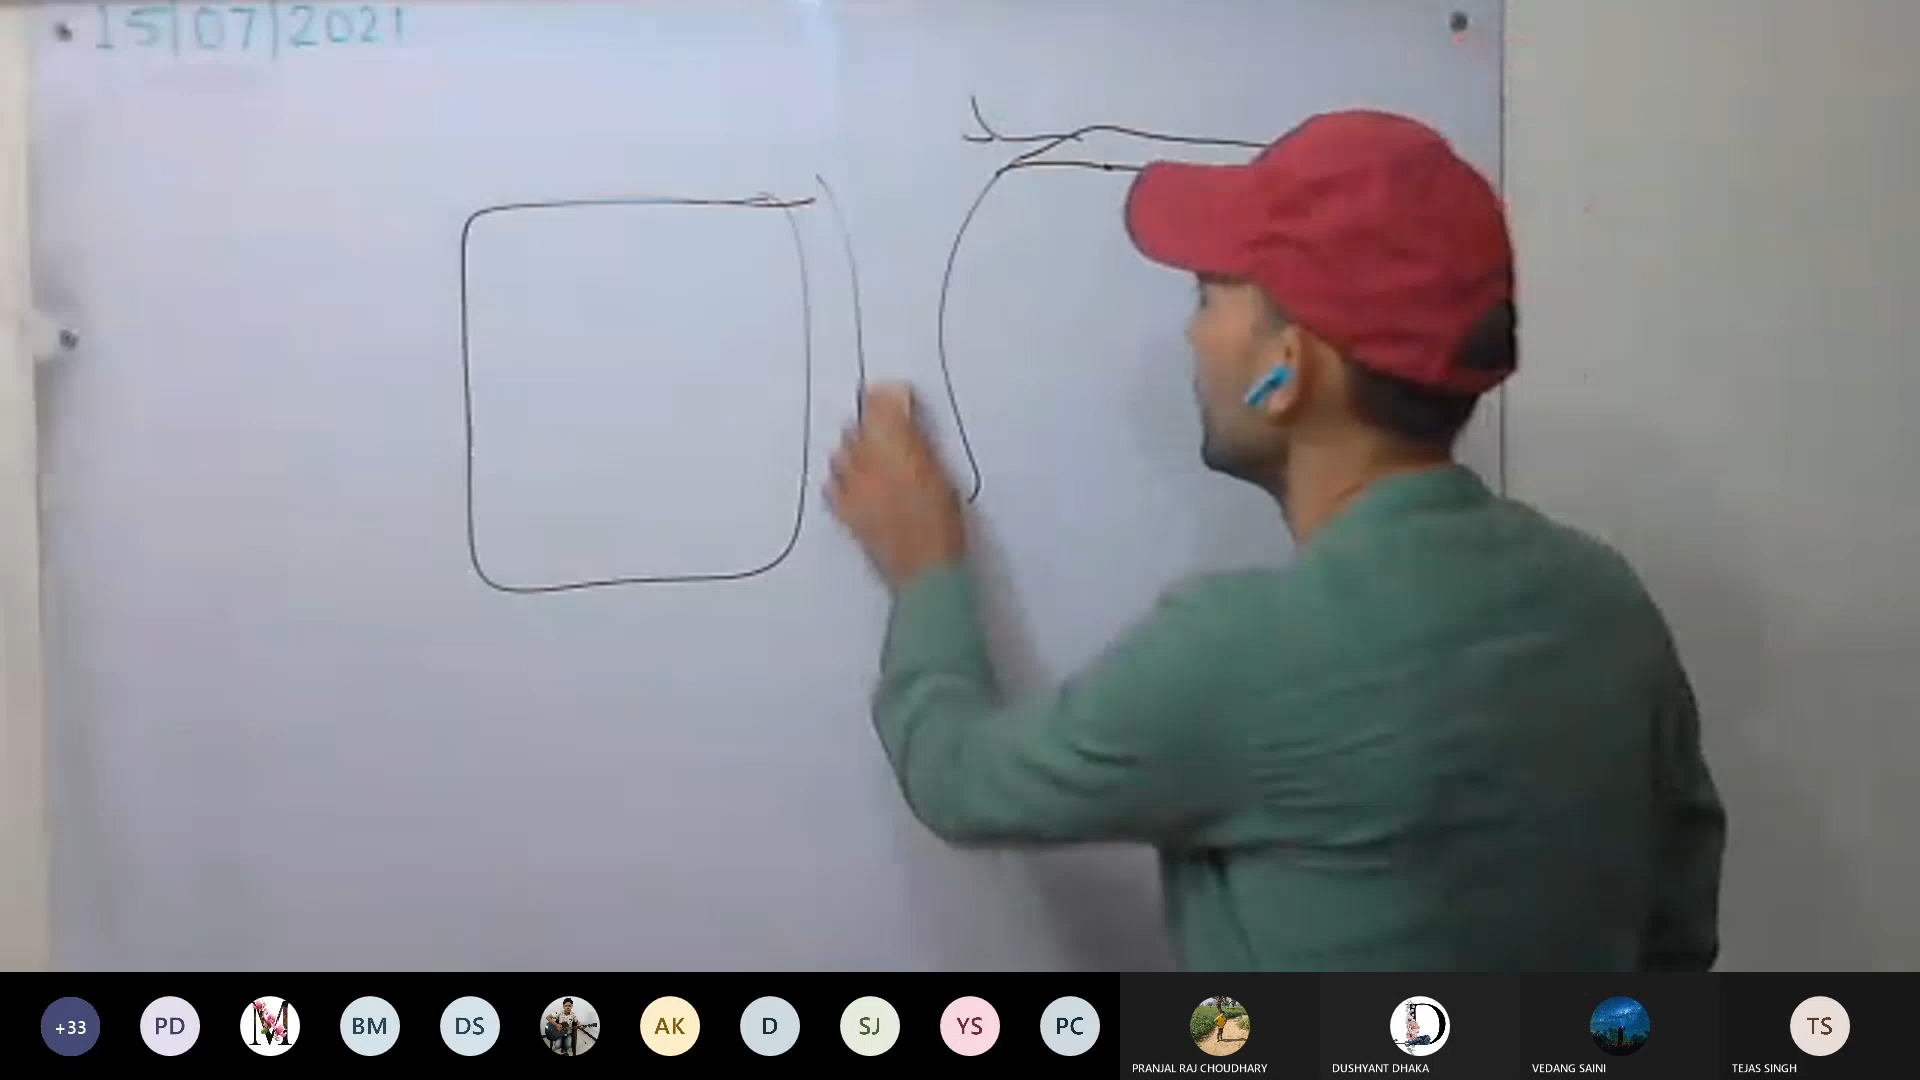 15|07|2021
+33
PD
M
BM
DS
AK
D
SJ
YS
PC
D
TS
PRANJAL RAJ CHOUDHARY
DUSHYANT DHAKA
VEDANG SAINI
TEJAS SINGH